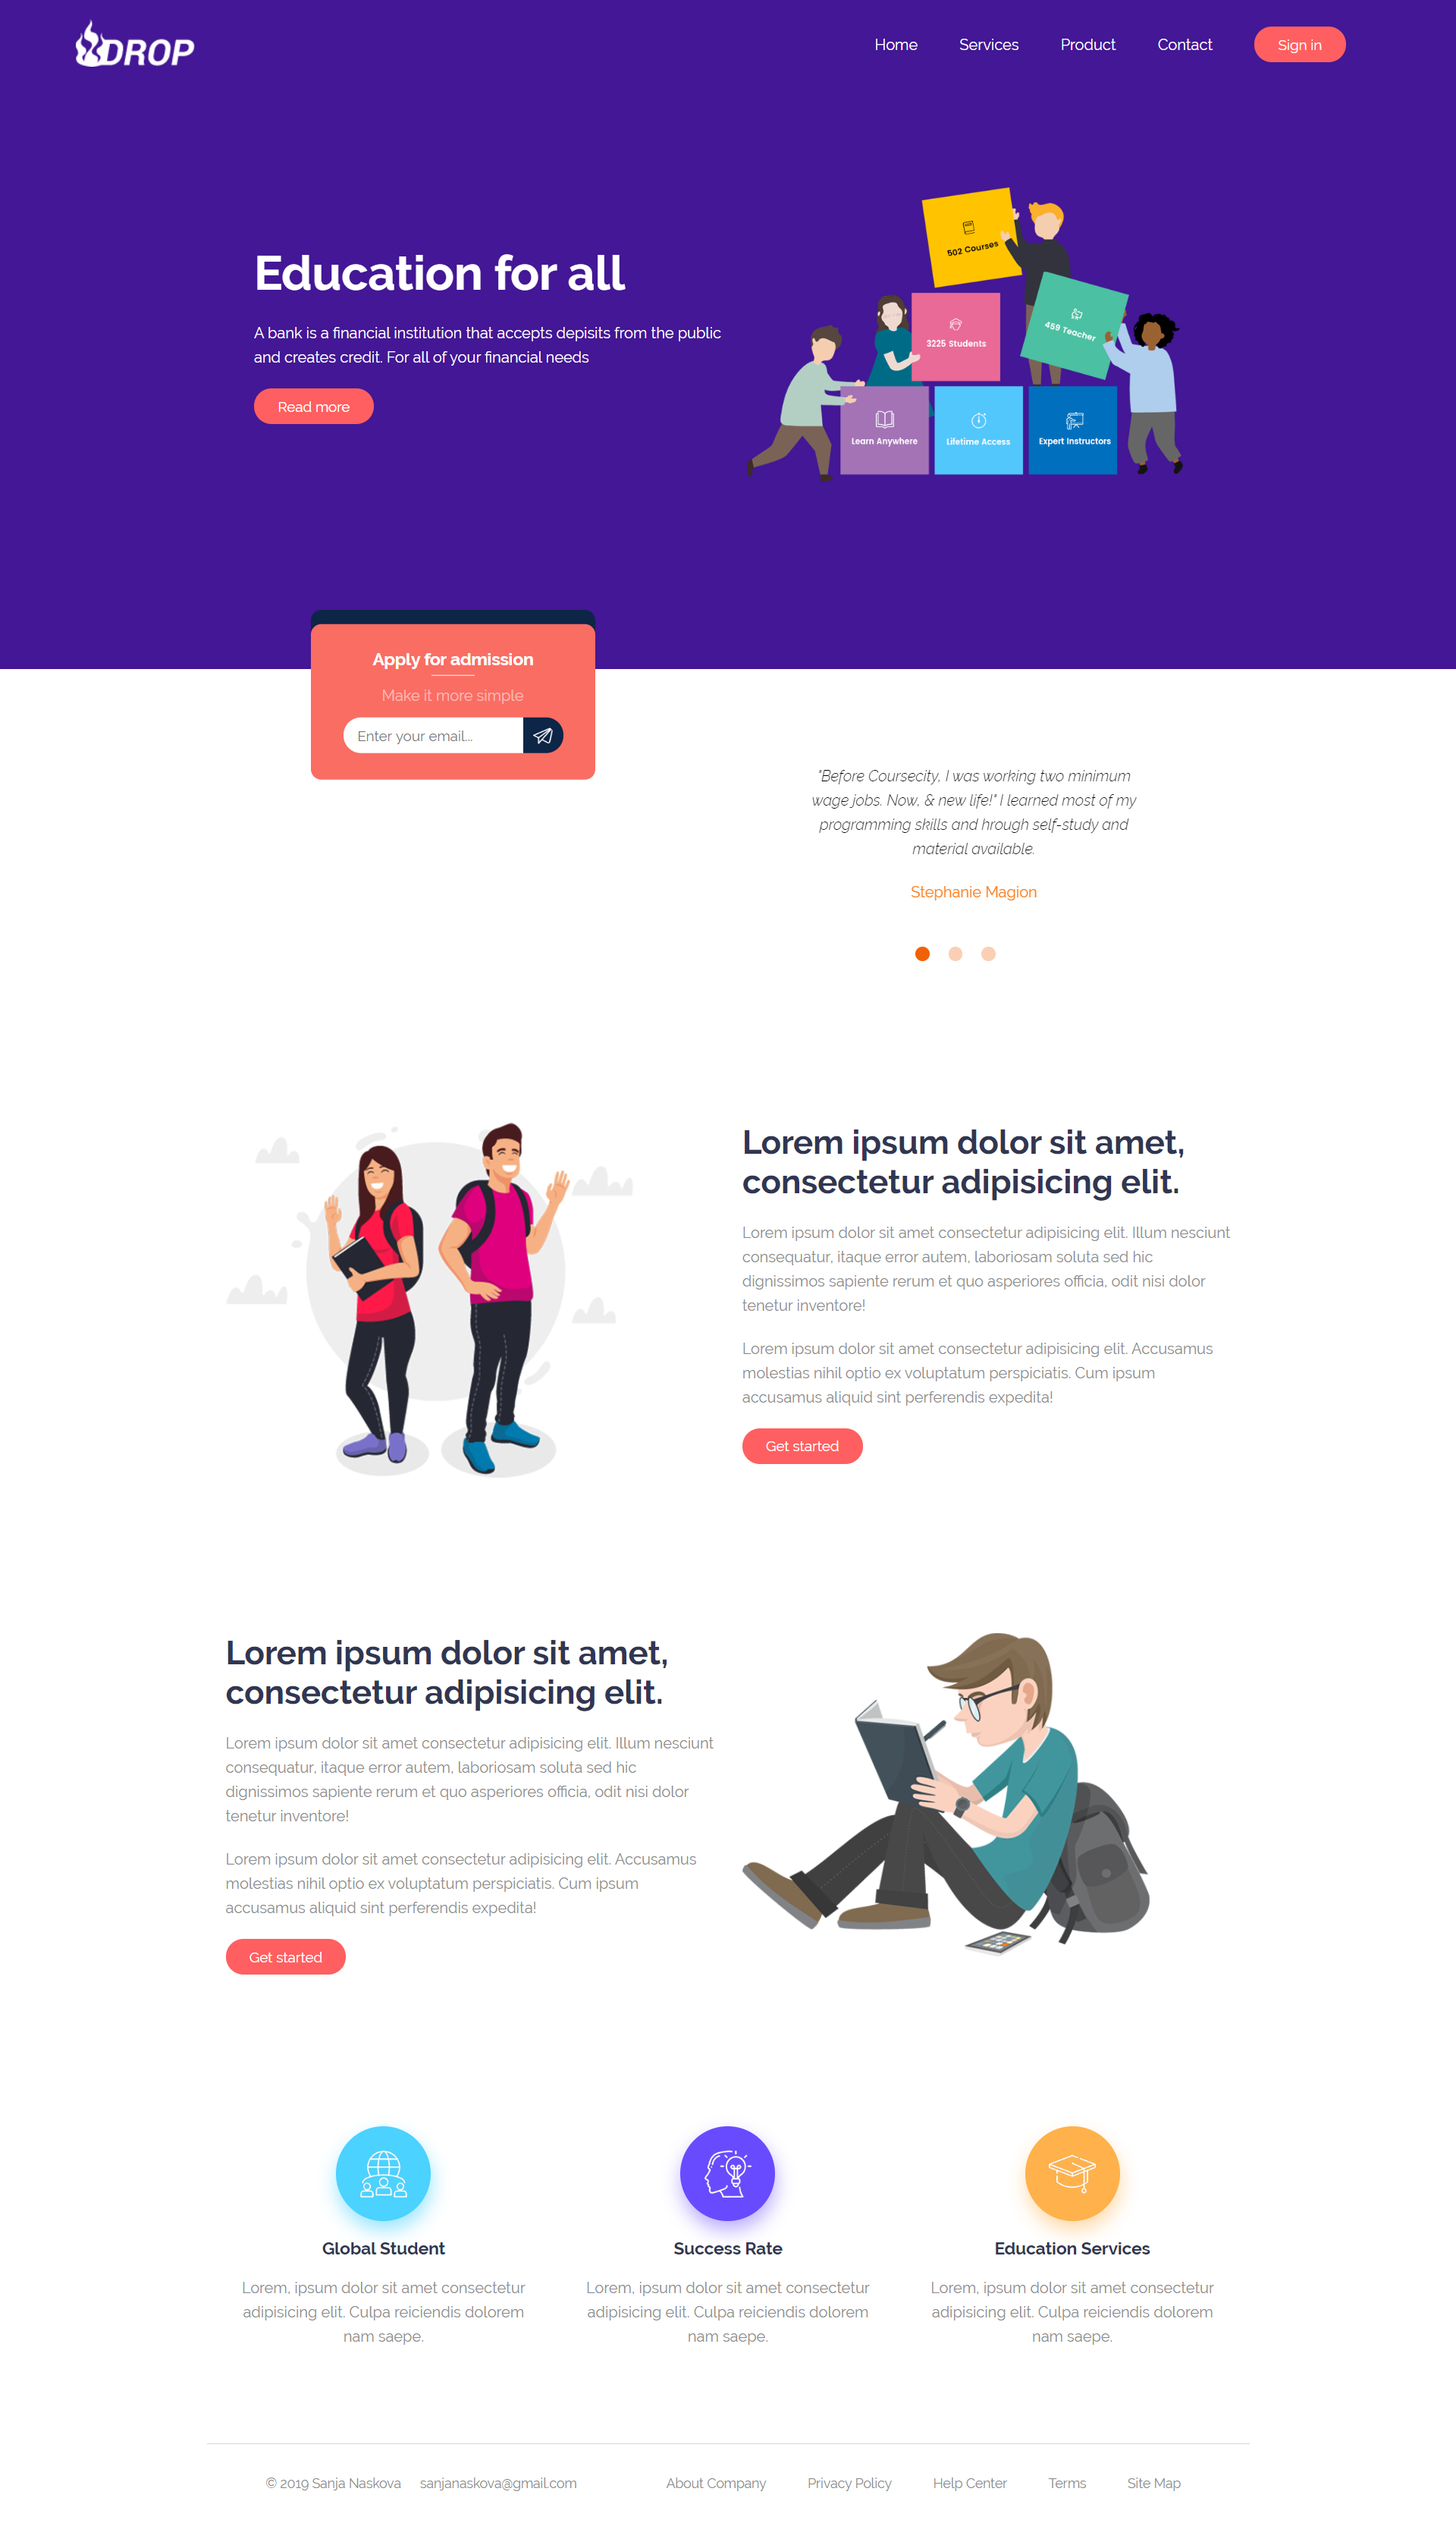 DROP
Home
Services
Product
Contact
Sign in
Education for all
A bank is a financial institution that accepts depisits from the public
and creates credit. For all of your financial needs
Read more
502 Courses
3225 Students
459 Teacher
Learn Anywhere
Lifetime Access
Expert Instructors
Apply for admission
Make it more simple
Enter your email...
"Before Coursecity, I was working two minimum
wage jobs. Now, & new life!" I learned most of my
programming skills and hrough self-study and
material available.
Stephanie Magion
Lorem ipsum dolor sit amet,
consectetur adipisicing elit.
Lorem ipsum dolor sit amet consectetur adipisicing elit. Illum nesciunt
consequatur, itaque error autem, laboriosam soluta sed hic
dignissimos sapiente rerum et quo asperiores officia, odit nisi dolor
tenetur inventore!
Lorem ipsum dolor sit amet consectetur adipisicing elit. Accusamus
molestias nihil optio ex voluptatum perspiciatis. Cum ipsum
accusamus aliquid sint perferendis expedita!
Get started
Lorem ipsum dolor sit amet,
consectetur adipisicing elit.
Lorem ipsum dolor sit amet consectetur adipisicing elit. Illum nesciunt
consequatur, itaque error autem, laboriosam soluta sed hic
dignissimos sapiente rerum et quo asperiores officia, odit nisi dolor
tenetur inventore!
Lorem ipsum dolor sit amet consectetur adipisicing elit. Accusamus
molestias nihil optio ex voluptatum perspiciatis. Cum ipsum
accusamus aliquid sint perferendis expedita!
Get started
Global Student
Lorem, ipsum dolor sit amet consectetur
adipisicing elit. Culpa reiciendis dolorem
nam saepe.
Success Rate
Lorem, ipsum dolor sit amet consectetur
adipisicing elit. Culpa reiciendis dolorem
nam saepe.
Education Services
Lorem, ipsum dolor sit amet consectetur
adipisicing elit. Culpa reiciendis dolorem
nam saepe.
© 2019 Sanja Naskova
sanjanaskova@gmail.com
About Company
Privacy Policy
Help Center
Terms
Site Map